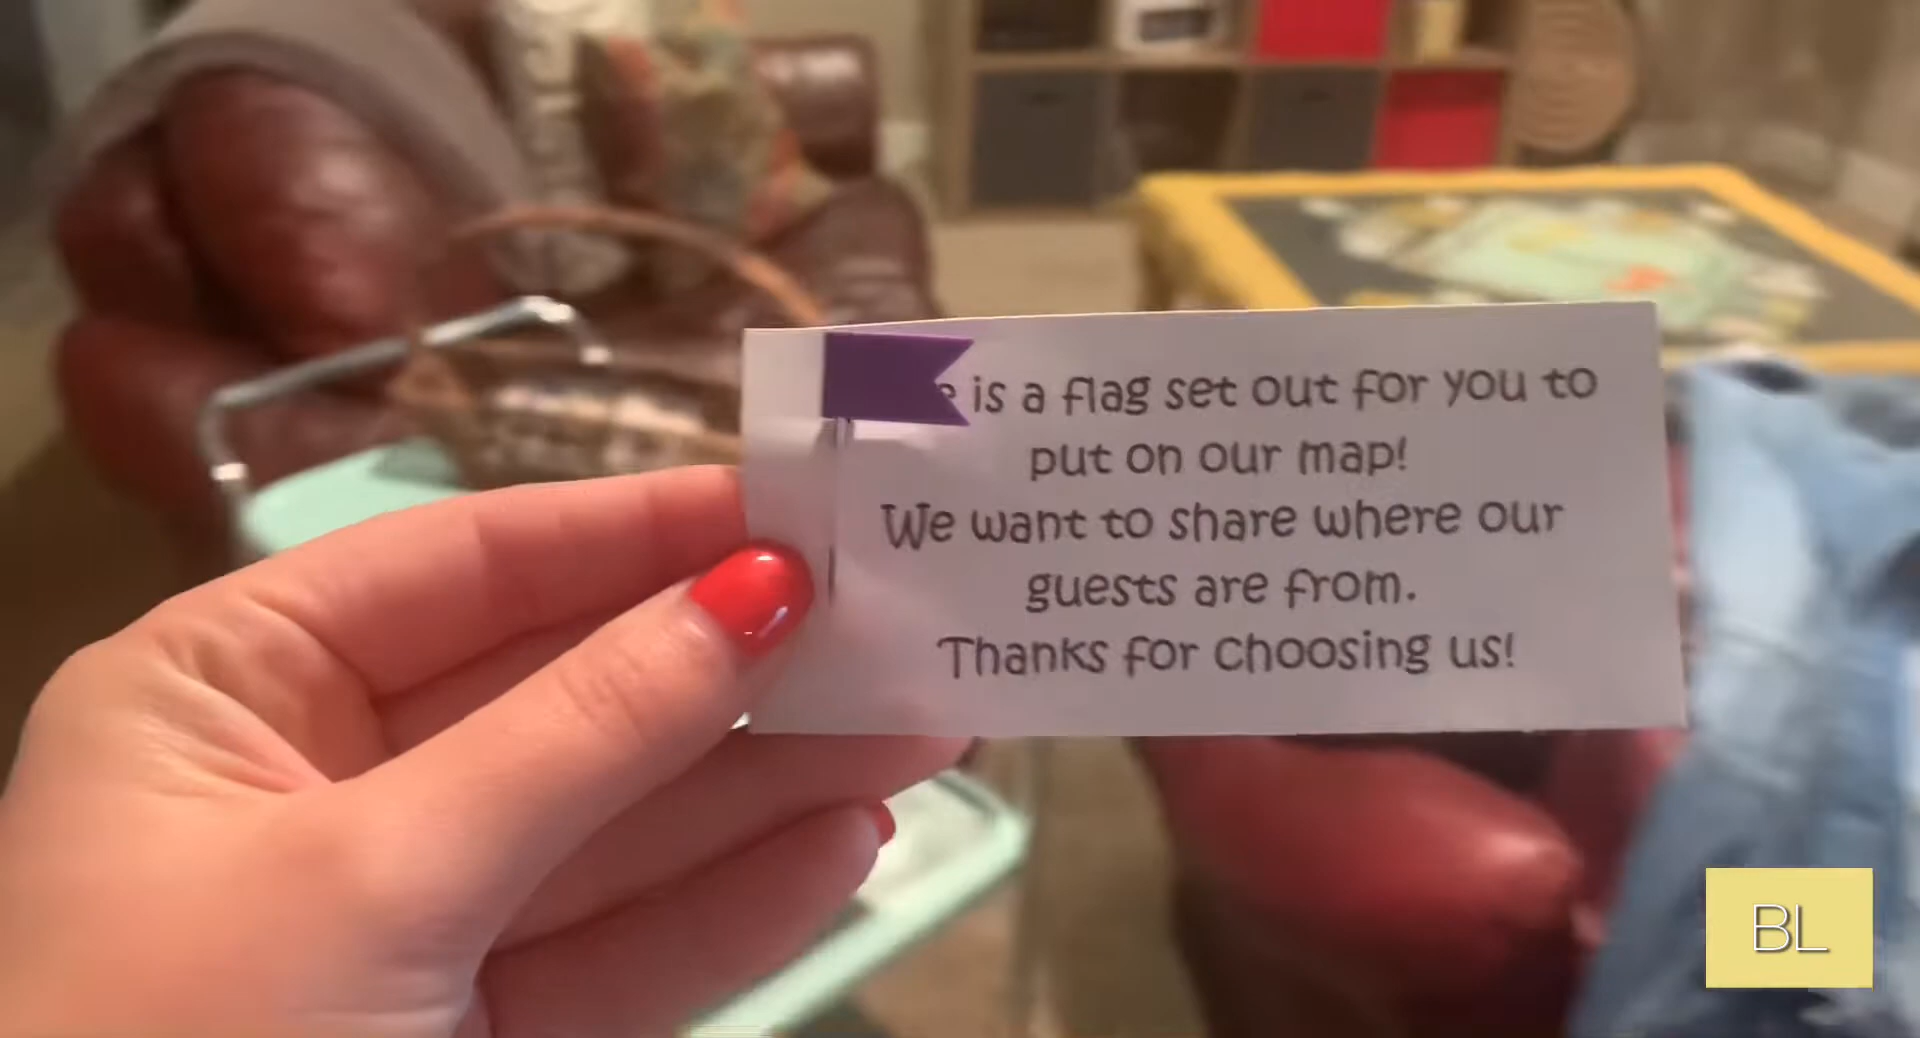 is a flag set out for you to
put on our map!
We want to share where our
guests are from.
Thanks for choosing us!
BL